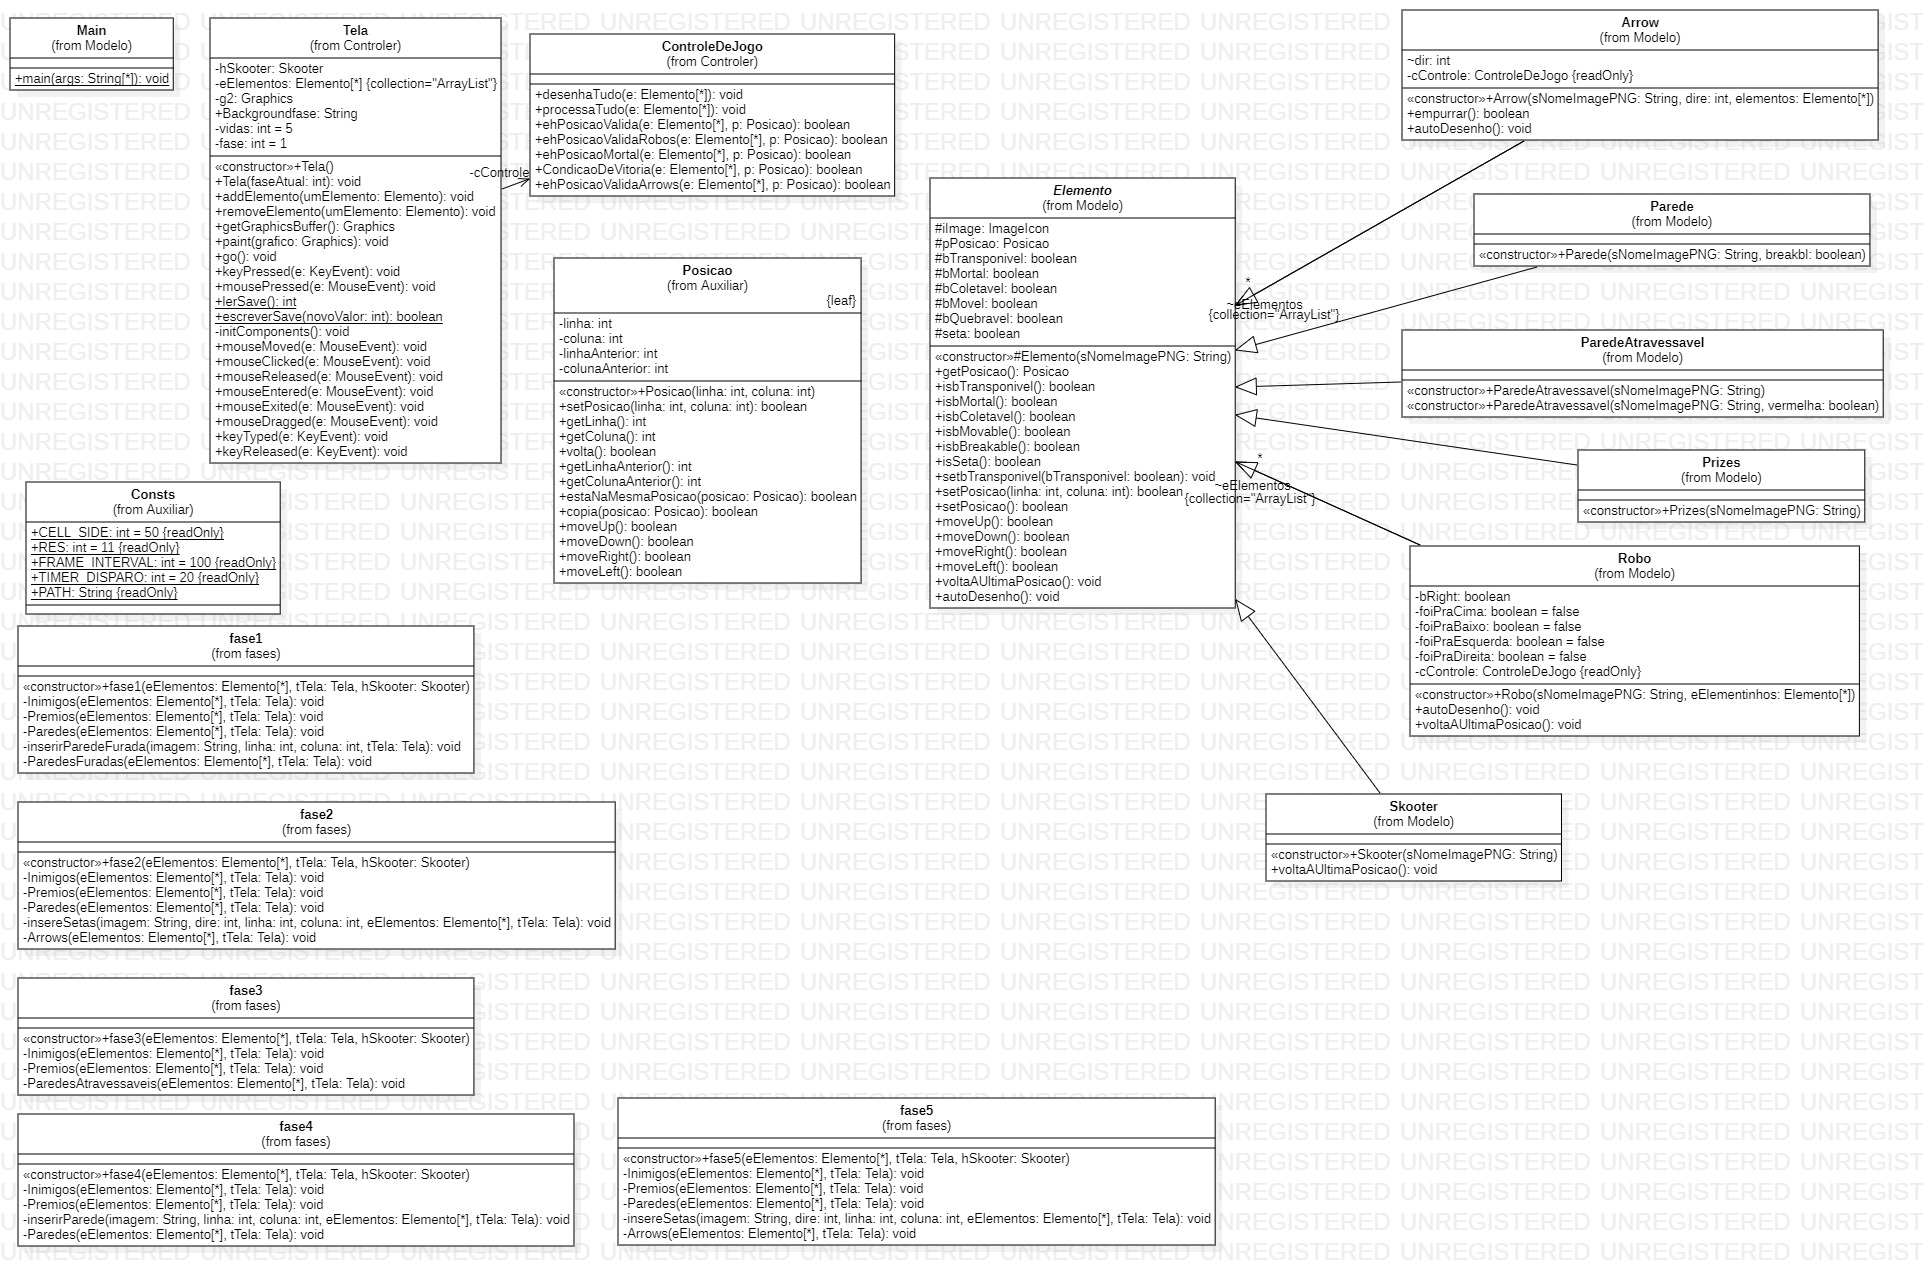 Main
(from Modelo)
+main(args: String[*]): void
Tela
(from Controler)
-hSkooter: Skooter
-eElementos: Elemento[*] {collection="ArrayList"}
-g2: Graphics
+Backgroundfase: String
-vidas: int = 5
-fase: int = 1
«constructor»+Tela()
+Tela(faseAtual: int): void
+addElemento(umElemento: Elemento): void
+removeElemento(umElemento: Elemento): void
+getGraphicsBuffer(): Graphics
+paint(grafico: Graphics): void
+go(): void
+keyPressed(e: KeyEvent): void
+mousePressed(e: MouseEvent): void
+lerSave(): int
+escreverSave(novoValor: int): boolean
-initComponents(): void
+mouseMoved(e: MouseEvent): void
+mouseClicked(e: MouseEvent): void
+mouseReleased(e: MouseEvent): void
+mouseEntered(e: MouseEvent): void
+mouseExited(e: MouseEvent): void
+mouseDragged(e: MouseEvent): void
+keyTyped(e: KeyEvent): void
+keyReleased(e: KeyEvent): void
-cControle
ControleDeJogo
(from Controler)
+desenhaTudo(e: Elemento[*]): void
+processaTudo(e: Elemento[*]): void
+ehPosicaoValida(e: Elemento[*], p: Posicao): boolean
+ehPosicaoValidaRobos(e: Elemento[*], p: Posicao): boolean
+ehPosicaoMortal(e: Elemento[*], p: Posicao): boolean
+CondicaoDeVitoria(e: Elemento[*], p: Posicao): boolean
+ehPosicaoValidaArrows(e: Elemento[*], p: Posicao): boolean
Posicao
(from Auxiliar)
{leaf}
-linha: int
-coluna: int
-linhaAnterior: int
-colunaAnterior: int
«constructor»+Posicao(linha: int, coluna: int)
+setPosicao(linha: int, coluna: int): boolean
+getLinha(): int
+getColuna(): int
+volta(): boolean
+getLinhaAnterior(): int
+getColunaAnterior(): int
+estaNaMesmaPosicao(posicao: Posicao): boolean
+copia(posicao: Posicao): boolean
+moveUp(): boolean
+moveDown(): boolean
+moveRight(): boolean
+moveLeft(): boolean
Elemento
(from Modelo)
#iImage: ImageIcon
#pPosicao: Posicao
#bTransponivel: boolean
#bMortal: boolean
#bColetavel: boolean
#bMovel: boolean
#bQuebravel: boolean
#seta: boolean
«constructor»#Elemento(sNomeImagePNG: String)
+getPosicao(): Posicao
+isbTransponivel(): boolean
+isbMortal(): boolean
+isbColetavel(): boolean
+isbMovable(): boolean
+isbBreakable(): boolean
+isSeta(): boolean
+setbTransponivel(bTransponivel: boolean): void
+setPosicao(linha: int, coluna: int): boolean
+setPosicao(): boolean
+moveUp(): boolean
+moveDown(): boolean
+moveRight(): boolean
+moveLeft(): boolean
+voltaAUltimaPosicao(): void
+autoDesenho(): void
*
~eElementos
{collection="ArrayList"}
*
~eElementos
{collection="ArrayList"}
Arrow
(from Modelo)
~dir: int
-cControle: ControleDeJogo {readOnly}
«constructor»+Arrow(sNomeImagePNG: String, dire: int, elementos: Elemento[*])
+empurrar(): boolean
+autoDesenho(): void
Parede
(from Modelo)
«constructor»+Parede(sNomeImagePNG: String, breakbl: boolean)
ParedeAtravessavel
(from Modelo)
«constructor»+ParedeAtravessavel(sNomeImagePNG: String)
«constructor»+ParedeAtravessavel(sNomeImagePNG: String, vermelha: boolean)
Prizes
(from Modelo)
«constructor»+Prizes(sNomeImagePNG: String)
Robo
(from Modelo)
-bRight: boolean
-foiPraCima: boolean = false
-foiPraBaixo: boolean = false
-foiPraEsquerda: boolean = false
-foiPraDireita: boolean = false
-cControle: ControleDeJogo {readOnly}
«constructor»+Robo(sNomeImagePNG: String, eElementinhos: Elemento[*])
+autoDesenho(): void
+voltaAUltimaPosicao(): void
Skooter
(from Modelo)
«constructor»+Skooter(sNomeImagePNG: String)
+voltaAUltimaPosicao(): void
Consts
(from Auxiliar)
+CELL_SIDE: int = 50 {readOnly}
+RES: int = 11 {readOnly}
+FRAME_INTERVAL: int = 100 {readOnly}
+TIMER_DISPARO: int = 20 {readOnly}
+PATH: String {readOnly}
fase1
(from fases)
«constructor»+fase1(eElementos: Elemento[*], tTela: Tela, hSkooter: Skooter)
-Inimigos(eElementos: Elemento[*], tTela: Tela): void
-Premios(eElementos: Elemento[*], tTela: Tela): void
-Paredes(eElementos: Elemento[*], tTela: Tela): void
-inserirParedeFurada(imagem: String, linha: int, coluna: int, tTela: Tela): void
-ParedesFuradas(eElementos: Elemento[*], tTela: Tela): void
fase2
(from fases)
«constructor»+fase2(eElementos: Elemento[*], tTela: Tela, hSkooter: Skooter)
-Inimigos(eElementos: Elemento[*], tTela: Tela): void
-Premios(eElementos: Elemento[*], tTela: Tela): void
-Paredes(eElementos: Elemento[*], tTela: Tela): void
-insereSetas(imagem: String, dire: int, linha: int, coluna: int, eElementos: Elemento[*], tTela: Tela): void
-Arrows(eElementos: Elemento[*], tTela: Tela): void
fase3
(from fases)
«constructor»+fase3(eElementos: Elemento[*], tTela: Tela, hSkooter: Skooter)
-Inimigos(eElementos: Elemento[*], tTela: Tela): void
-Premios(eElementos: Elemento[*], tTela: Tela): void
-ParedesAtravessaveis(eElementos: Elemento[*], tTela: Tela): void
fase4
(from fases)
«constructor»+fase4(eElementos: Elemento[*], tTela: Tela, hSkooter: Skooter)
-Inimigos(eElementos: Elemento[*], tTela: Tela): void
-Premios(eElementos: Elemento[*], tTela: Tela): void
-inserirParede(imagem: String, linha: int, coluna: int, eElementos: Elemento[*], tTela: Tela): void
-Paredes(eElementos: Elemento[*], tTela: Tela): void
fase5
(from fases)
«constructor»+fase5(eElementos: Elemento[*], tTela: Tela, hSkooter: Skooter)
-Inimigos(eElementos: Elemento[*], tTela: Tela): void
-Premios(eElementos: Elemento[*], tTela: Tela): void
-Paredes(eElementos: Elemento[*], tTela: Tela): void
-insereSetas(imagem: String, dire: int, linha: int, coluna: int, eElementos: Elemento[*], tTela: Tela): void
-Arrows(eElementos: Elemento[*], tTela: Tela): void
UNREGISTERED